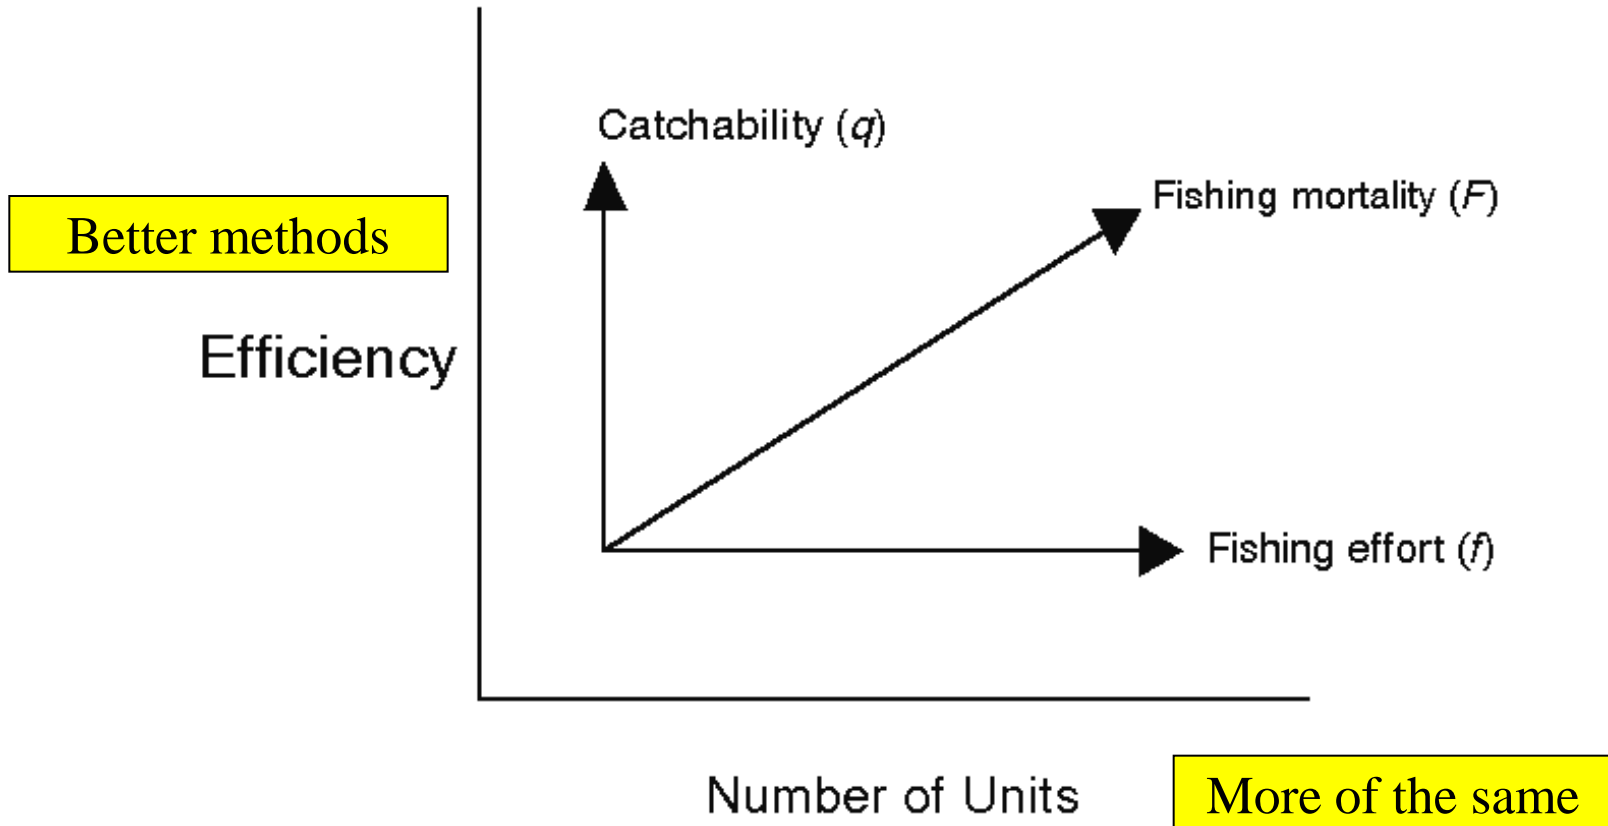 Catchability (q)
Fishing mortality (F)
Better methods
Efficiency
Fishing effort (f)
Number of Units
More of the same